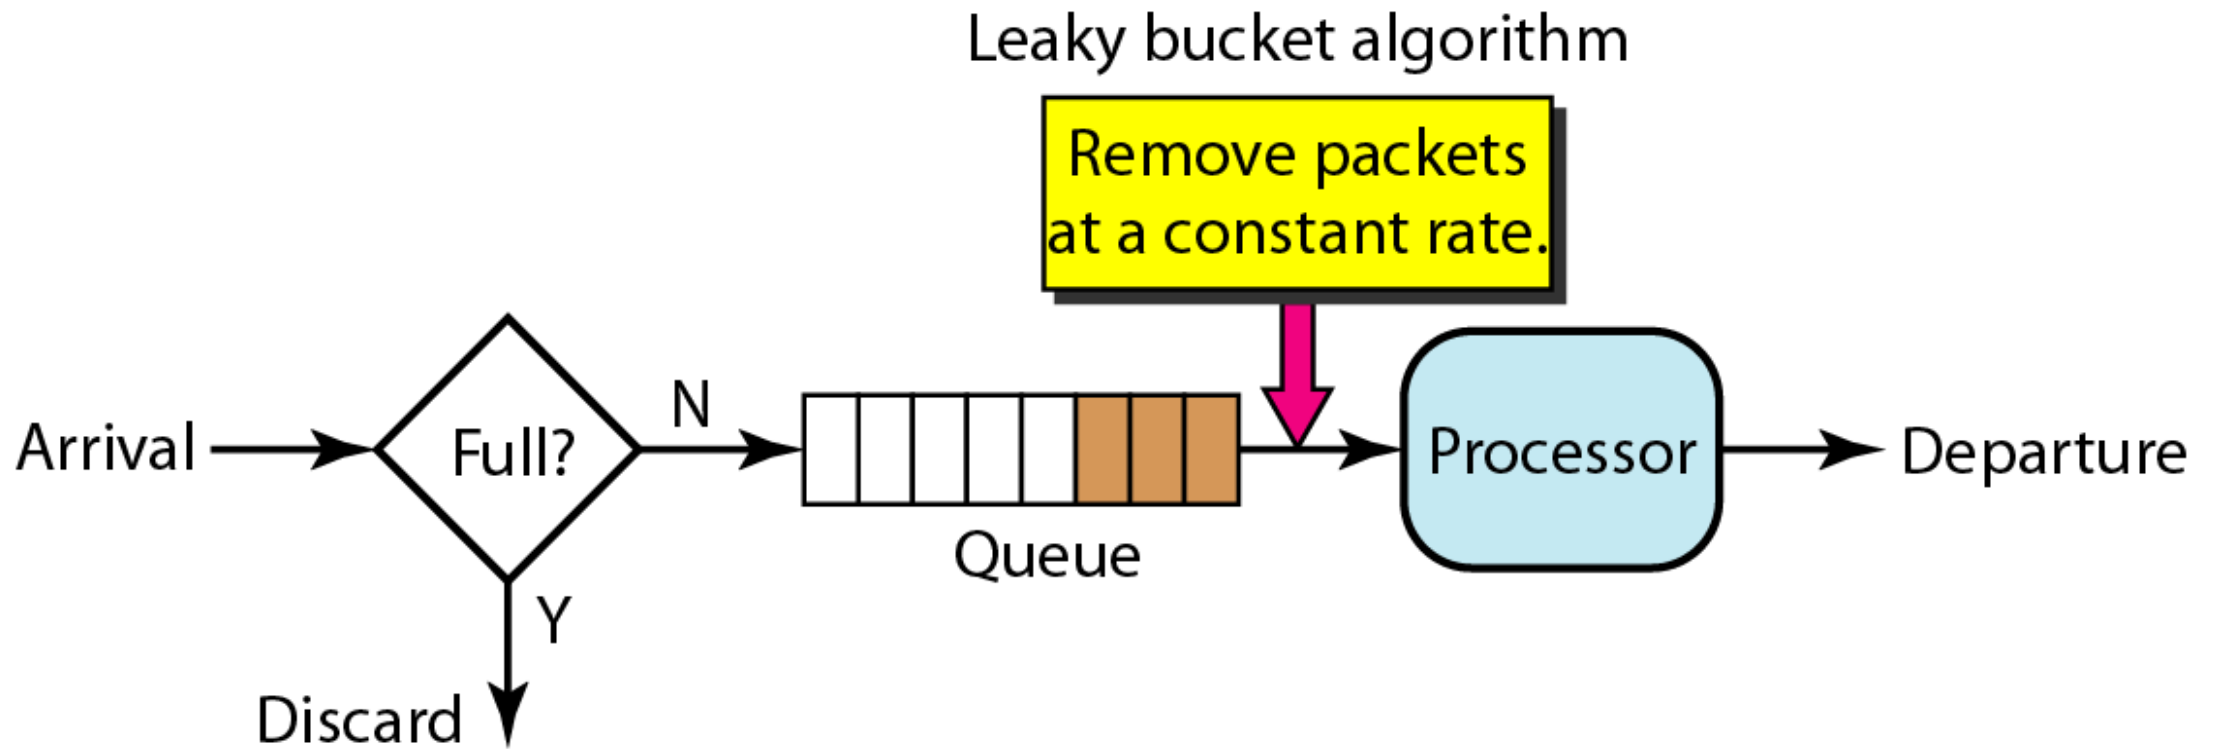 Leaky bucket algorithm
Remove packets
at a constant rate.
Arrival
Full?
N
Queue
Processor
Departure
Y
Discard